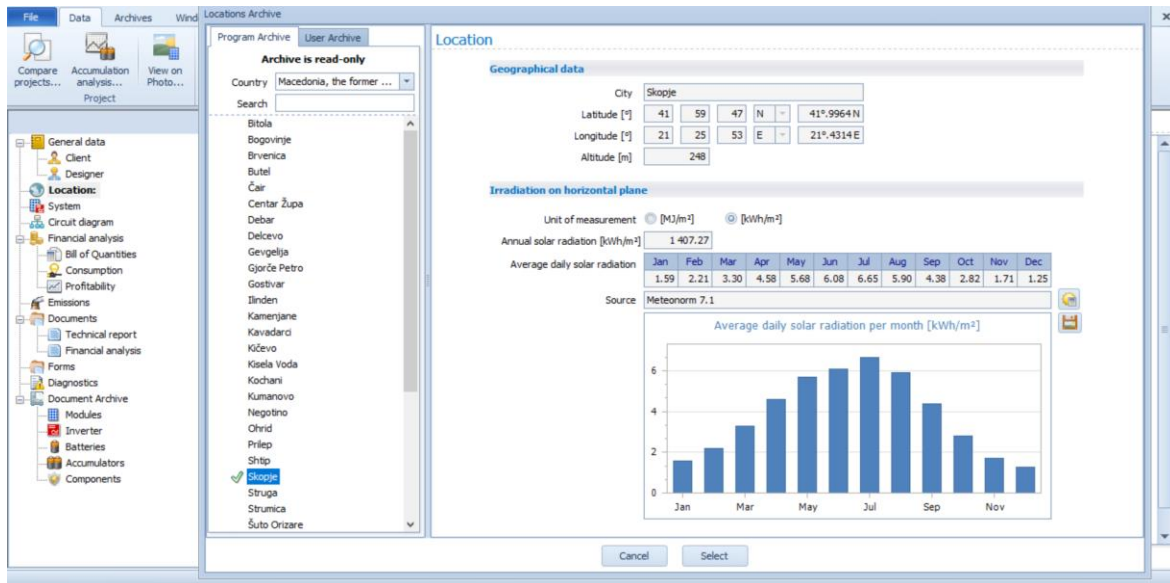 File Data Archives Wind
Compare projects...
Accumulation analysis...
View on Photo...
Project
General data
Client
Designer
Location:
System
Circuit diagram
Financial analysis
Bill of Quantities
Consumption
Profitability
Emissions
Documents
Technical report
Financial analysis
Forms
Diagnostics
Document Archive
Modules
Inverter
Batteries
Accumulators
Components
Locations Archive
Program Archive User Archive
Archive is read-only
Country Macedonia, the former ...
Search
Bitola
Bogovinje
Brvenica
Butel
Čair
Centar Župa
Debar
Delcevo
Gevgelija
Gjorče Petro
Gostivar
Ilinden
Kamenjane
Kavadarci
Kičevo
Kisela Voda
Kochani
Kumanovo
Negotino
Ohrid
Prilep
Shtip
Skopje
Struga
Strumica
Šuto Orizare
Location
Geographical data
City Skopje
Latitude [°] 41 59 47 N 41°.9964 N
Longitude [°] 21 25 53 E 21°.4314 E
Altitude [m] 248
Irradiation on horizontal plane
Unit of measurement [MJ/m²] [kWh/m²]
Annual solar radiation [kWh/m²] 1 407.27
Average daily solar radiation
Jan Feb Mar Apr May Jun Jul Aug Sep Oct Nov Dec
1.59 2.21 3.30 4.58 5.68 6.08 6.65 5.90 4.38 2.82 1.71 1.25
Source Meteonorm 7.1
Average daily solar radiation per month [kWh/m²]
6
4
2
0
Jan Mar May Jul Sep Nov
Cancel Select